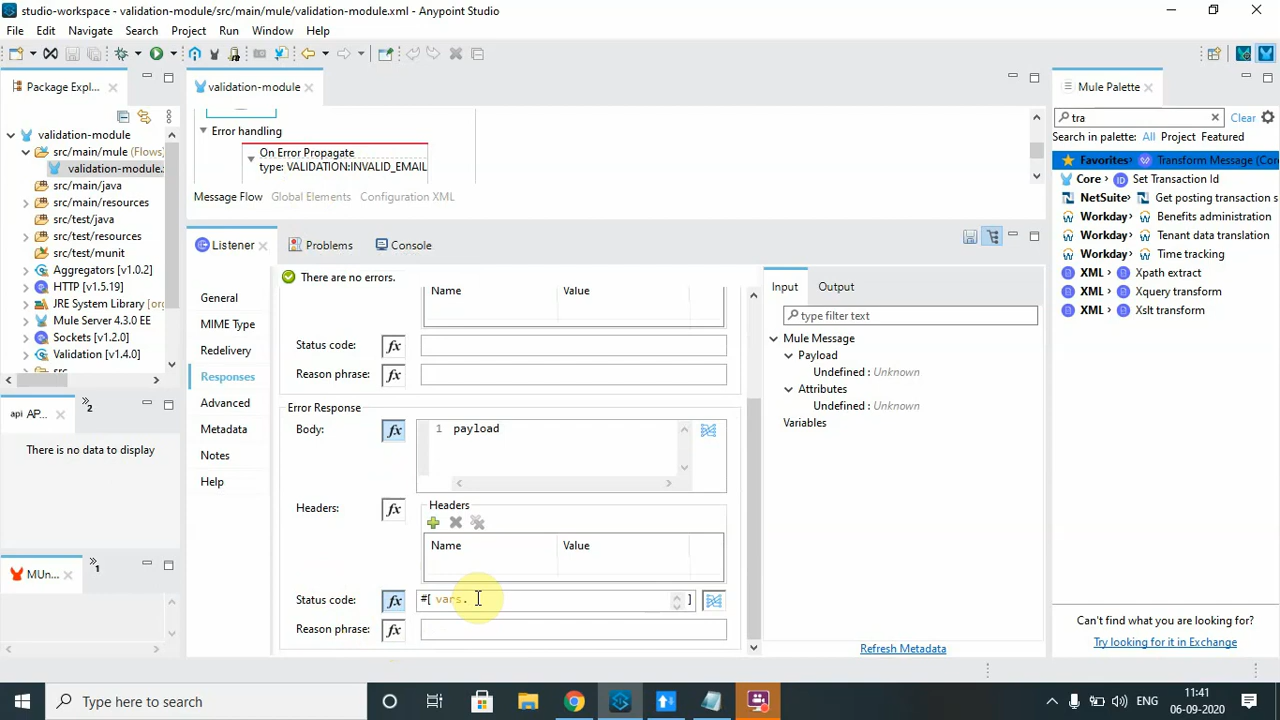 studio-workspace - validation-module/src/main/mule/validation-module.xml - Anypoint Studio
File Edit Navigate Search Project Run Window Help
Package Expl...
validation-module
src/main/mule (Flows)
validation-module.
src/main/java
src/main/resources
src/test/java
src/test/resources
src/test/munit
Aggregators [v1.0.2]
HTTP [v1.5.19]
JRE System Library [
Mule Server 4.3.0 EE
Sockets [v1.2.0]
Validation [v1.4.0]
src
api AP...
2
There is no data to display
MUn...
1
validation-module
Error handling
On Error Propagate
type: VALIDATION:INVALID_EMAIL
Message Flow Global Elements Configuration XML
Listener Problems Console
There are no errors.
General
MIME Type
Redelivery
Responses
Advanced
Metadata
Notes
Help
Name Value
Status code: fx
Reason phrase: fx
Error Response
Body: fx 1 payload
Headers: fx Headers
Name Value
Status code: fx #[ vars. ]
Reason phrase: fx
Input Output
type filter text
Mule Message
Payload
Undefined : Unknown
Attributes
Undefined : Unknown
Variables
Refresh Metadata
Mule Palette
tra Clear
Search in palette: All Project Featured
Favorites Transform Message (Co
Core Set Transaction Id
NetSuite Get posting transaction s
Workday Benefits administration
Workday Tenant data translation
Workday Time tracking
XML Xpath extract
XML Xquery transform
XML Xslt transform
Can't find what you are looking for?
Try looking for it in Exchange
Type here to search
ENG
11:41
06-09-2020